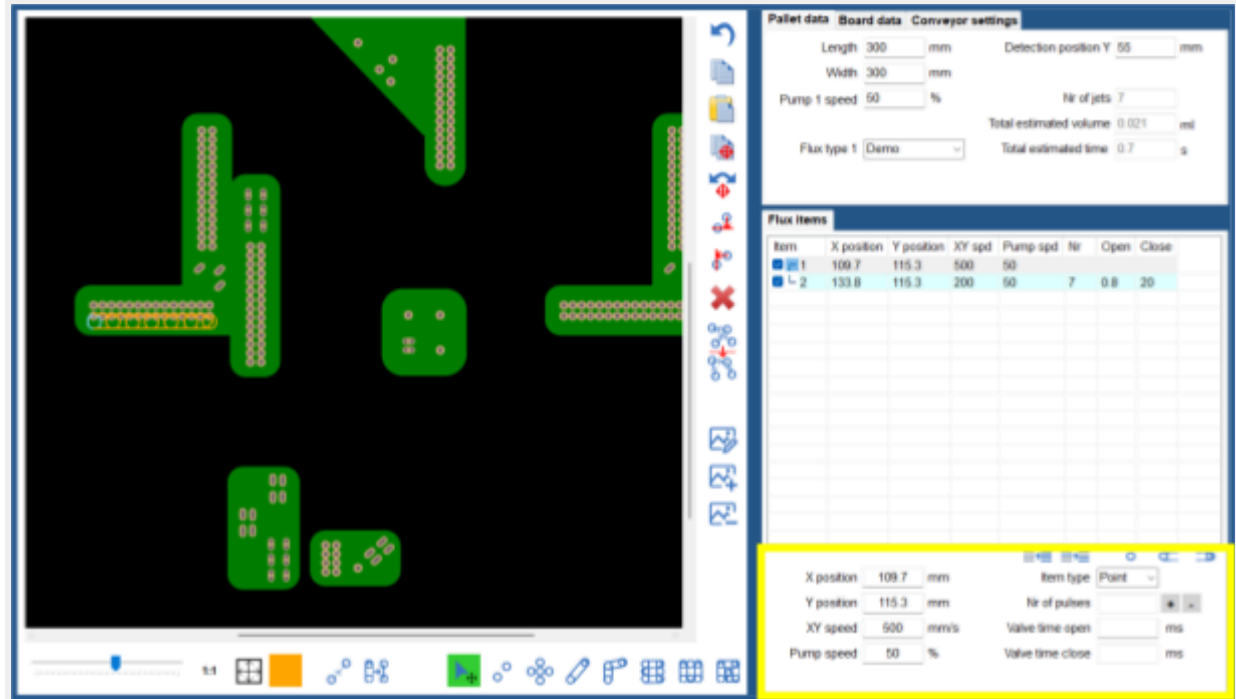 Pallet data Board data Conveyor settings
Length 300 mm Detection position Y 55 mm
Width 300 mm
Pump 1 speed 50 % Nr of jets 7
Total estimated volume 0.021 ml
Flux type 1 Demo Total estimated time 0.7 s
Flux items
Item X position Y position XY spd Pump spd Nr Open Close
1 109.7 115.3 500 50
2 133.8 115.3 200 50 7 0.8 20
X position 109.7 mm Item type Point
Y position 115.3 mm Nr of pulses + -
XY speed 500 mm/s Valve time open ms
Pump speed 50 % Valve time close ms
1:1